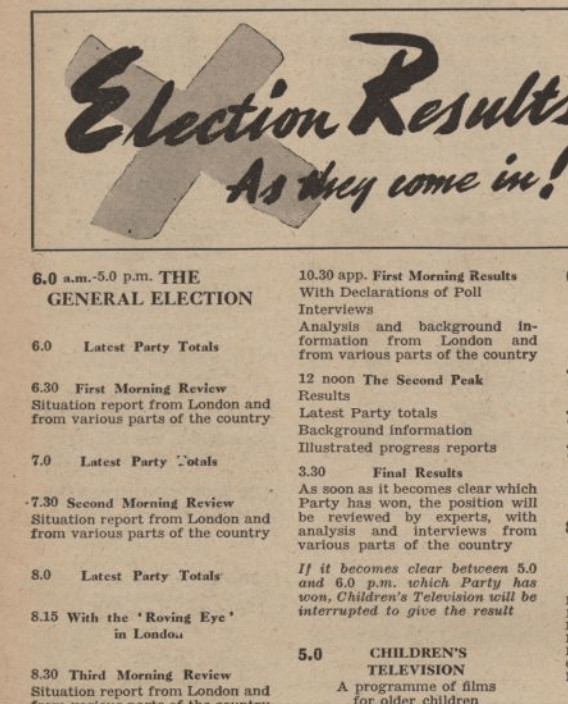 Election Results
As they come in!
6.0 a.m.-5.0 p.m. THE
GENERAL ELECTION
6.0 Latest Party Totals
6.30 First Morning Review
Situation report from London and
from various parts of the country
7.0 Latest Party Totals
7.30 Second Morning Review
Situation report from London and
from various parts of the country
8.0 Latest Party Totals
8.15 With the ‘Roving Eye’
in London
8.30 Third Morning Review
Situation report from London and
from various parts of the country
10.30 app. First Morning Results
With Declarations of Poll
Interviews
Analysis and background in-
formation from London and
from various parts of the country
12 noon The Second Peak
Results
Latest Party totals
Background information
Illustrated progress reports
3.30 Final Results
As soon as it becomes clear which
Party has won, the position will
be reviewed by experts, with
analysis and interviews from
various parts of the country
If it becomes clear between 5.0
and 6.0 p.m. which Party has
won, Children's Television will be
interrupted to give the result
5.0 CHILDREN'S
TELEVISION
A programme of films
for older children